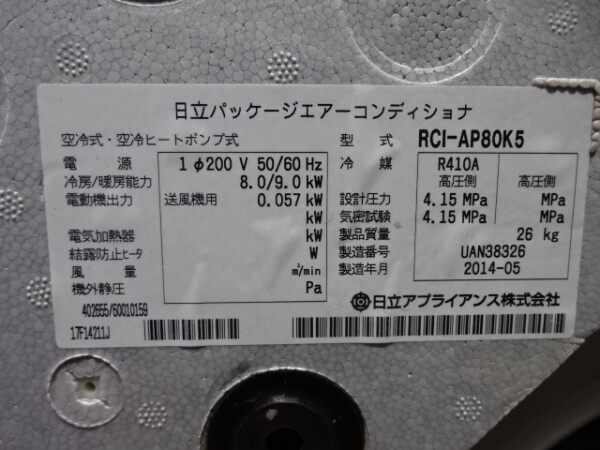 日立パッケージエアーコンディショナ
空冷式・空冷ヒートポンプ式
型 式 RCI-AP80K5
電 源 1φ200 V 50/60 Hz
冷房/暖房能力 8.0/9.0 kW
電動機出力 送風機用 0.057 kW
kW
電気加熱器 kW
結露防止ヒータ W
風 量 m³/min
機外静圧 Pa
冷 媒 R410A
高圧側 高圧側
設計圧力 4.15 MPa MPa
気密試験 4.15 MPa MPa
製品質量 26 kg
製造番号 UAN38326
製造年月 2014-05
日立アプライアンス株式会社
402655/60010159
17F14211J